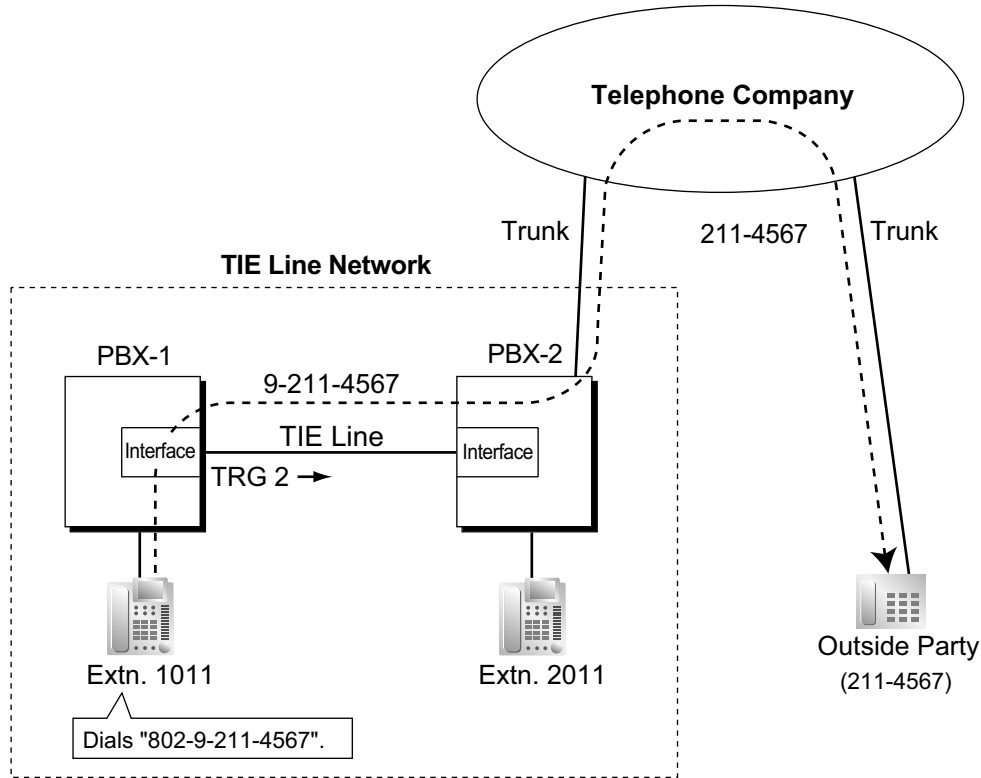 Telephone Company
Trunk
211-4567
Trunk
TIE Line Network
PBX-1
PBX-2
9-211-4567
Interface
TIE Line
Interface
TRG 2 →
Extn. 1011
Extn. 2011
Outside Party
(211-4567)
Dials "802-9-211-4567".